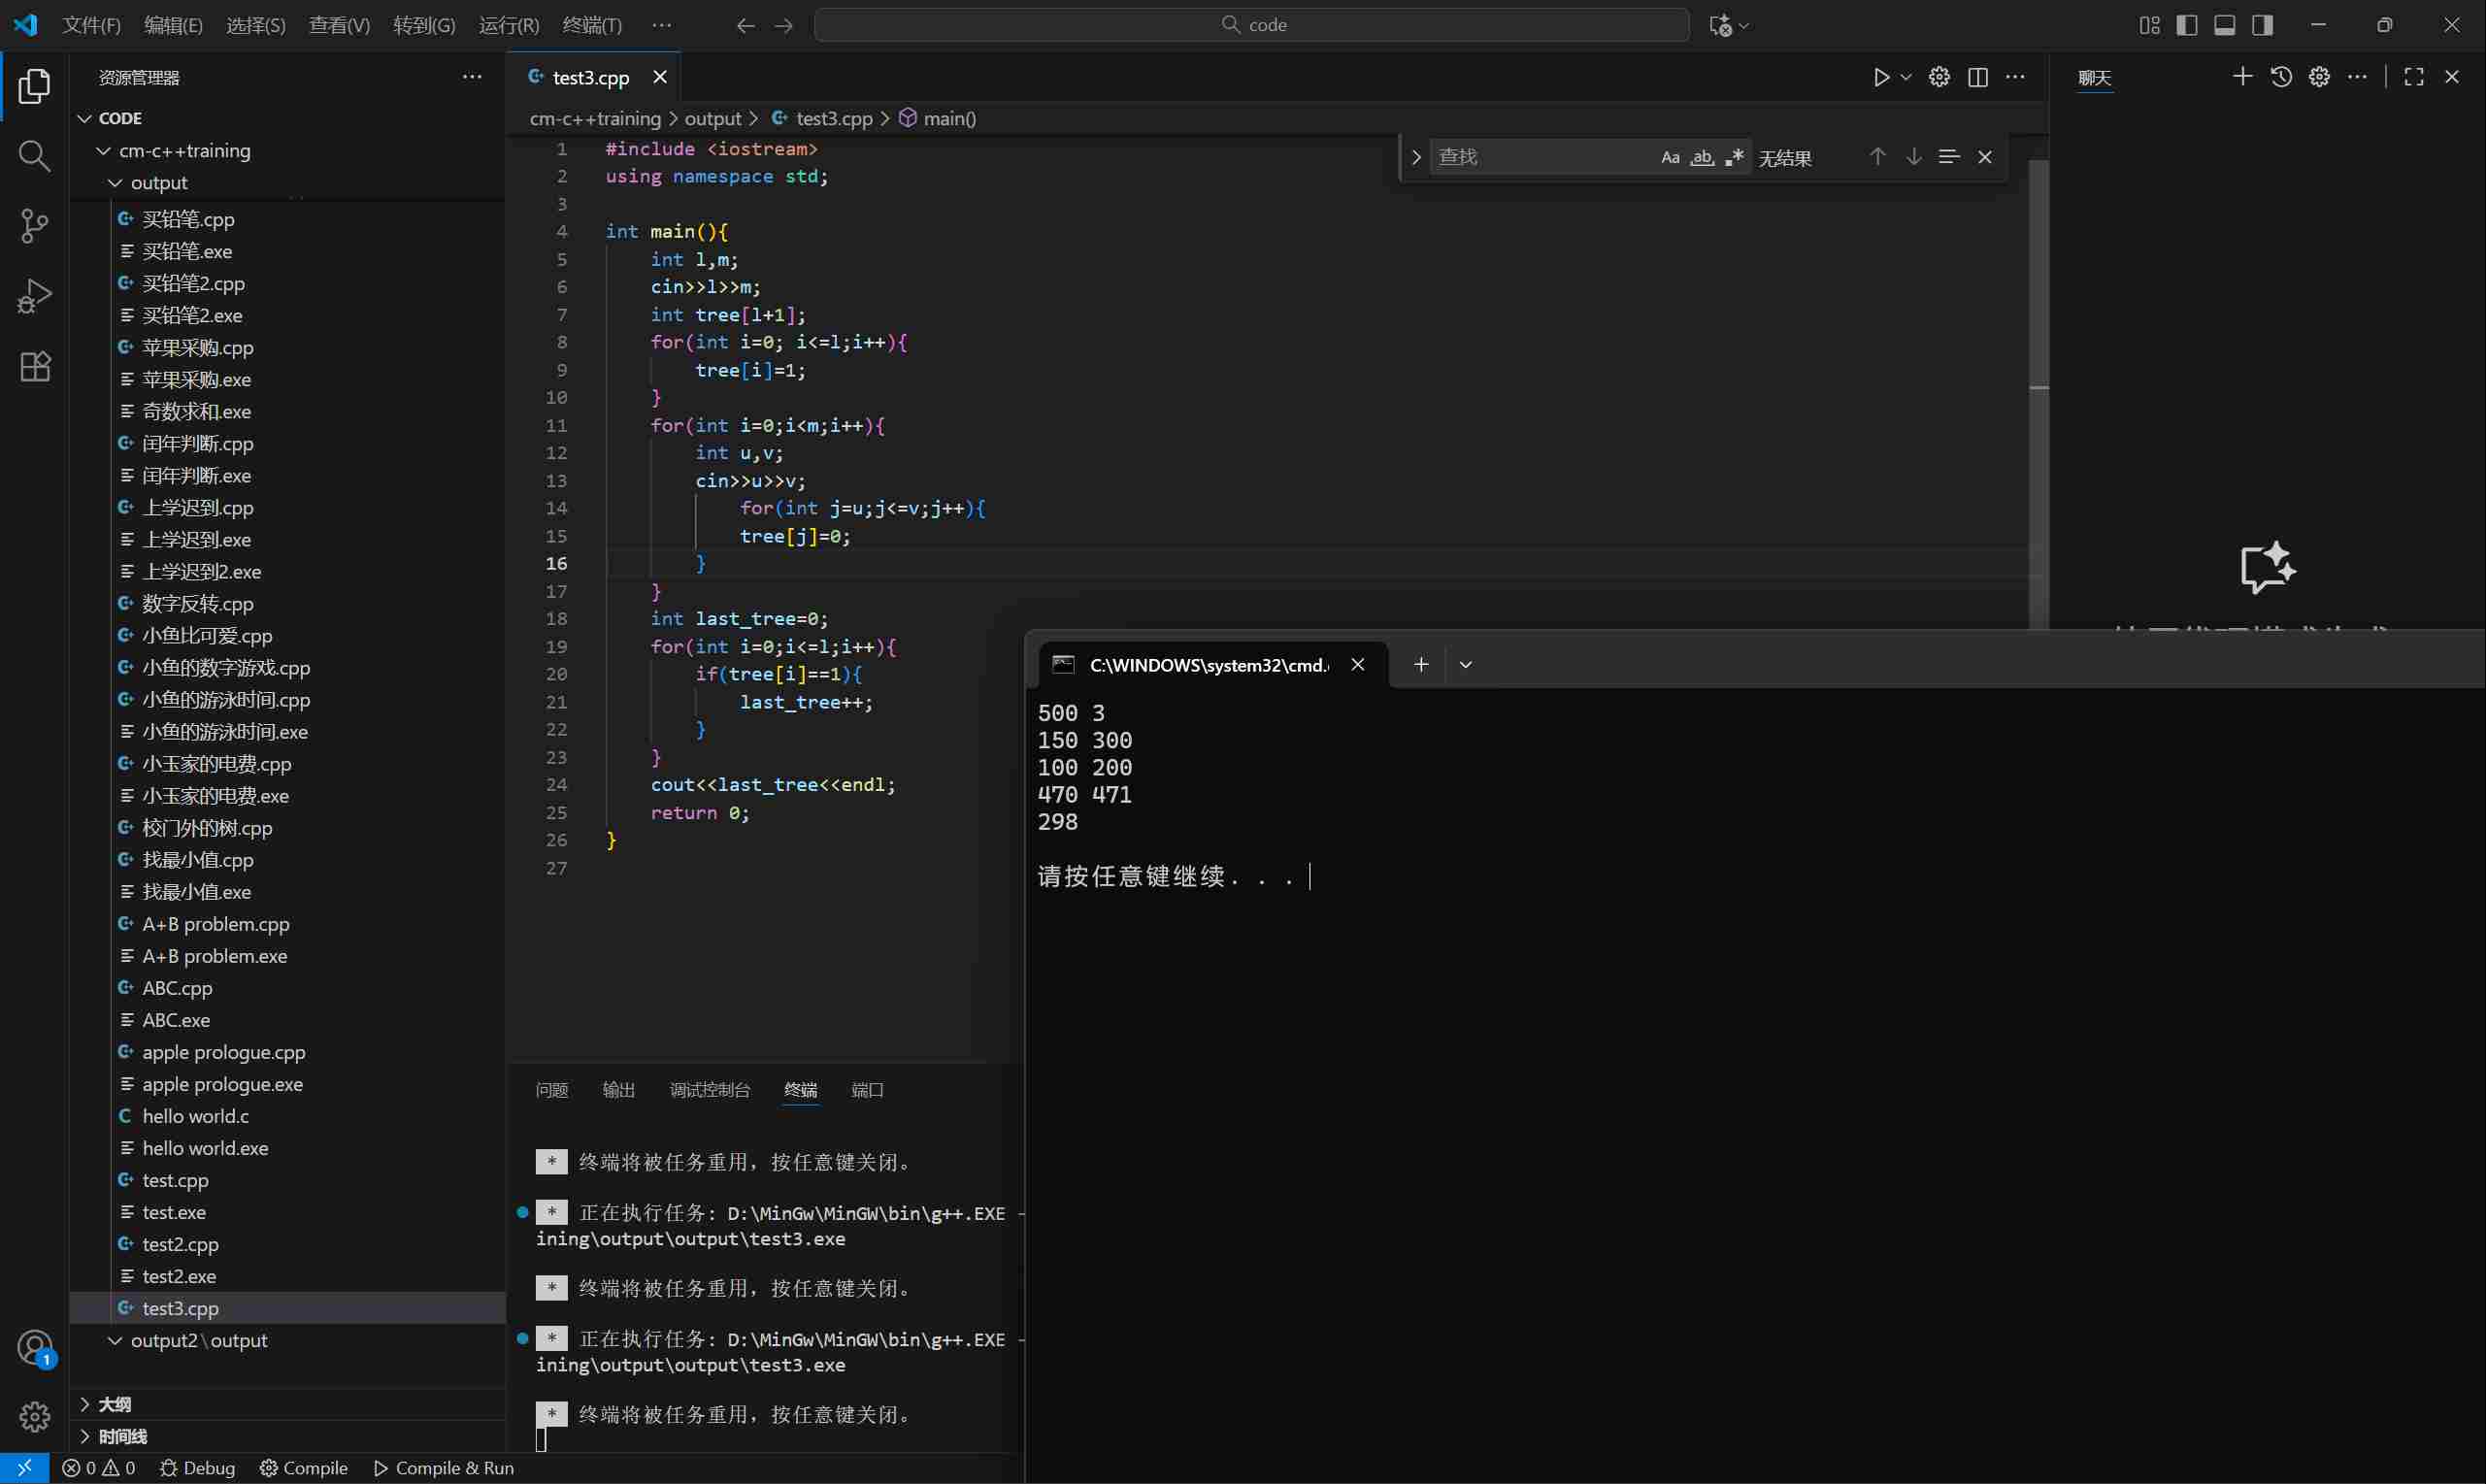 文件(F) 编辑(E) 选择(S) 查看(V) 转到(G) 运行(R) 终端(T) ··· code
资源管理器 ···
CODE
cm-c++training
output
买铅笔.cpp
买铅笔.exe
买铅笔2.cpp
买铅笔2.exe
苹果采购.cpp
苹果采购.exe
奇数求和.exe
闰年判断.cpp
闰年判断.exe
上学迟到.cpp
上学迟到.exe
上学迟到2.exe
数字反转.cpp
小鱼比可爱.cpp
小鱼的数字游戏.cpp
小鱼的游泳时间.cpp
小鱼的游泳时间.exe
小玉家的电费.cpp
小玉家的电费.exe
校门外的树.cpp
找最小值.cpp
找最小值.exe
A+B problem.cpp
A+B problem.exe
ABC.cpp
ABC.exe
apple prologue.cpp
apple prologue.exe
hello world.c
hello world.exe
test.cpp
test.exe
test2.cpp
test2.exe
test3.cpp
output2\output
大纲
时间线
test3.cpp
cm-c++training > output > test3.cpp > main()
查找 Aa ab 无结果
1 #include <iostream>
2 using namespace std;
3
4 int main(){
5 int l,m;
6 cin>>l>>m;
7 int tree[l+1];
8 for(int i=0; i<=l;i++){
9 tree[i]=1;
10 }
11 for(int i=0;i<m;i++){
12 int u,v;
13 cin>>u>>v;
14 for(int j=u;j<=v;j++){
15 tree[j]=0;
16 }
17 }
18 int last_tree=0;
19 for(int i=0;i<=l;i++){
20 if(tree[i]==1){
21 last_tree++;
22 }
23 }
24 cout<<last_tree<<endl;
25 return 0;
26 }
27
问题 输出 调试控制台 终端 端口
* 终端将被任务重用，按任意键关闭。
* 正在执行任务: D:\MinGw\MinGW\bin\g++.EXE -
ining\output\output\test3.exe
* 终端将被任务重用，按任意键关闭。
* 正在执行任务: D:\MinGw\MinGW\bin\g++.EXE -
ining\output\output\test3.exe
* 终端将被任务重用，按任意键关闭。
聊天
C:\WINDOWS\system32\cmd.
500 3
150 300
100 200
470 471
298
请按任意键继续. . .
1
0 0 Debug Compile Compile & Run